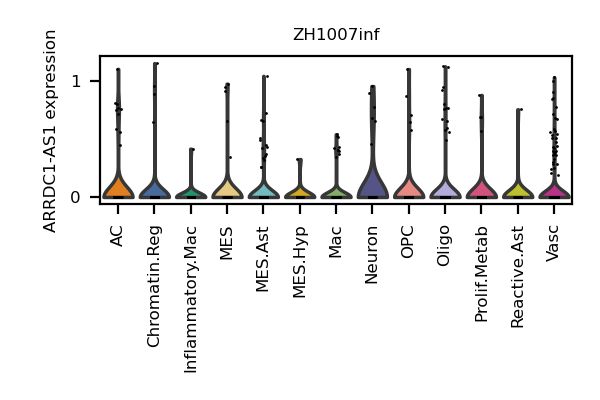 ZH1007inf
ARRDC1-AS1 expression
1
0
AC
Chromatin.Reg
Inflammatory.Mac
MES
MES.Ast
MES.Hyp
Mac
Neuron
OPC
Oligo
Prolif.Metab
Reactive.Ast
Vasc